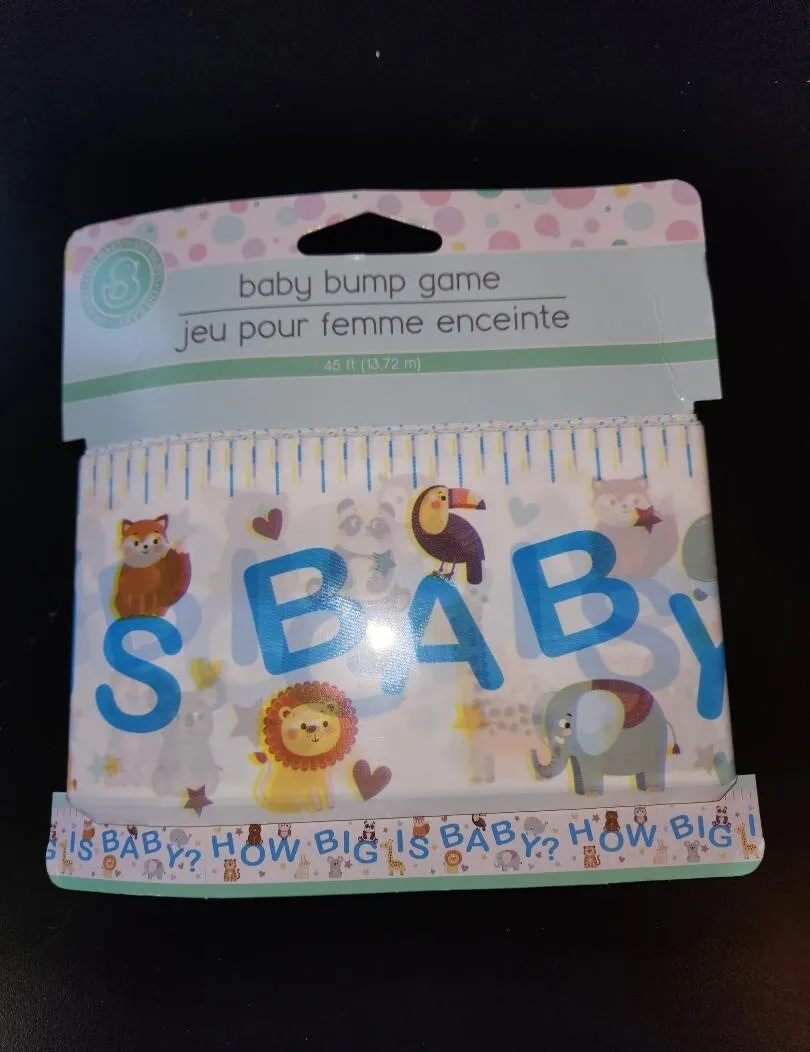 baby bump game
jeu pour femme enceinte
45 ft (13.72 m)
S BABY
IS BABY? HOW BIG IS BABY? HOW BIG I